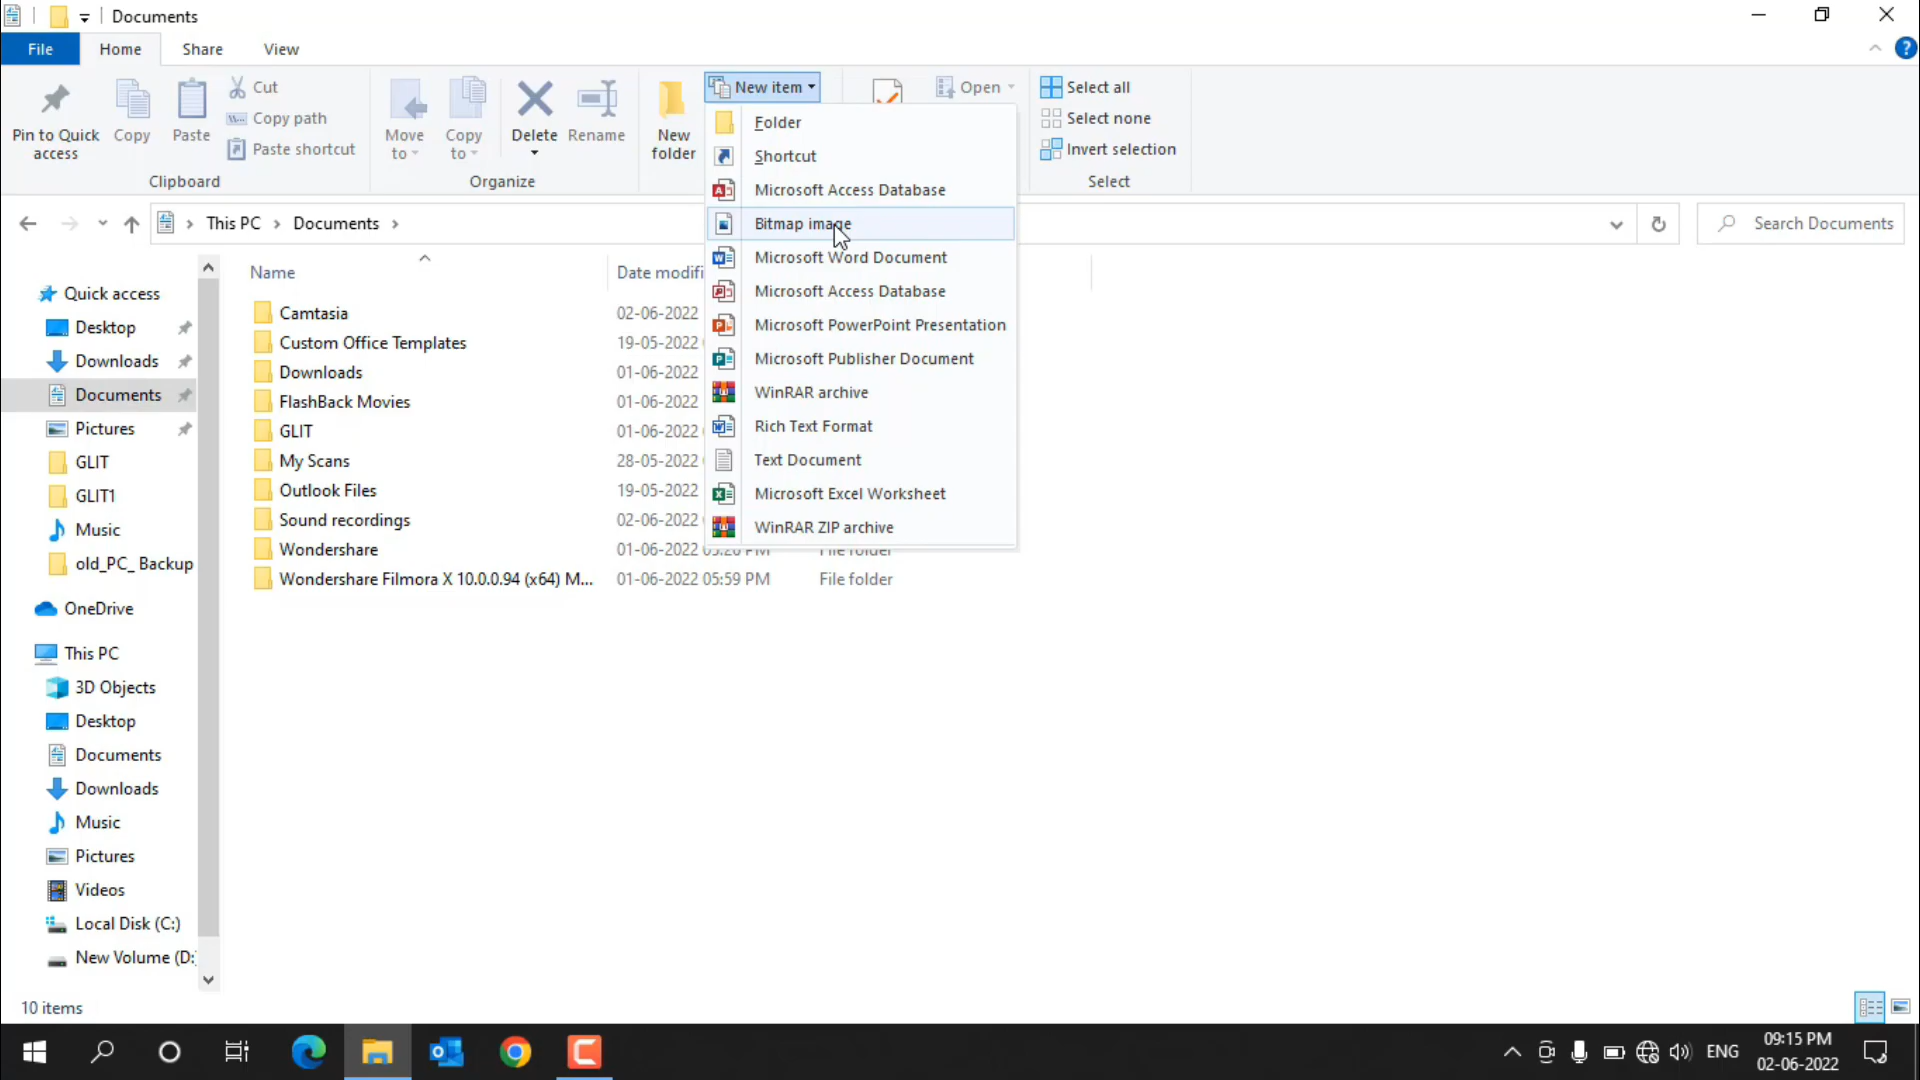 Documents
File
Home
Share
View
Pin to Quick access
Copy
Paste
Cut
Copy path
Paste shortcut
Clipboard
Move to
Copy to
Delete
Rename
Organize
New folder
New item
Open
Select all
Select none
Invert selection
Select
Folder
Shortcut
Microsoft Access Database
Bitmap image
Microsoft Word Document
Microsoft Access Database
Microsoft PowerPoint Presentation
Microsoft Publisher Document
WinRAR archive
Rich Text Format
Text Document
Microsoft Excel Worksheet
WinRAR ZIP archive
This PC > Documents >
Search Documents
Name
Date modifi
Quick access
Desktop
Downloads
Documents
Pictures
GLIT
GLIT1
Music
old_PC_ Backup
OneDrive
This PC
3D Objects
Desktop
Documents
Downloads
Music
Pictures
Videos
Local Disk (C:)
New Volume (D:
Camtasia 02-06-2022
Custom Office Templates 19-05-2022
Downloads 01-06-2022
FlashBack Movies 01-06-2022
GLIT 01-06-2022
My Scans 28-05-2022
Outlook Files 19-05-2022
Sound recordings 02-06-2022
Wondershare 01-06-2022 File folder
Wondershare Filmora X 10.0.0.94 (x64) M... 01-06-2022 05:59 PM File folder
10 items
ENG
09:15 PM
02-06-2022